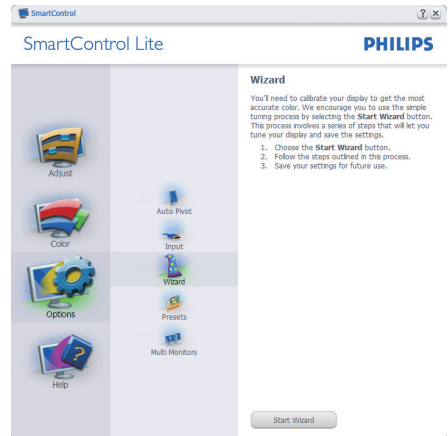 SmartControl
SmartControl Lite
PHILIPS
Adjust
Color
Options
Help
Auto Pivot
Input
Wizard
Presets
Multi Monitors
Wizard
You'll need to calibrate your display to get the most
accurate color. We encourage you to use the simple
tuning process by selecting the Start Wizard button.
This process involves a series of steps that will let you
tune your display and save the settings.
1. Choose the Start Wizard button.
2. Follow the steps outlined in this process.
3. Save your settings for future use.
Start Wizard